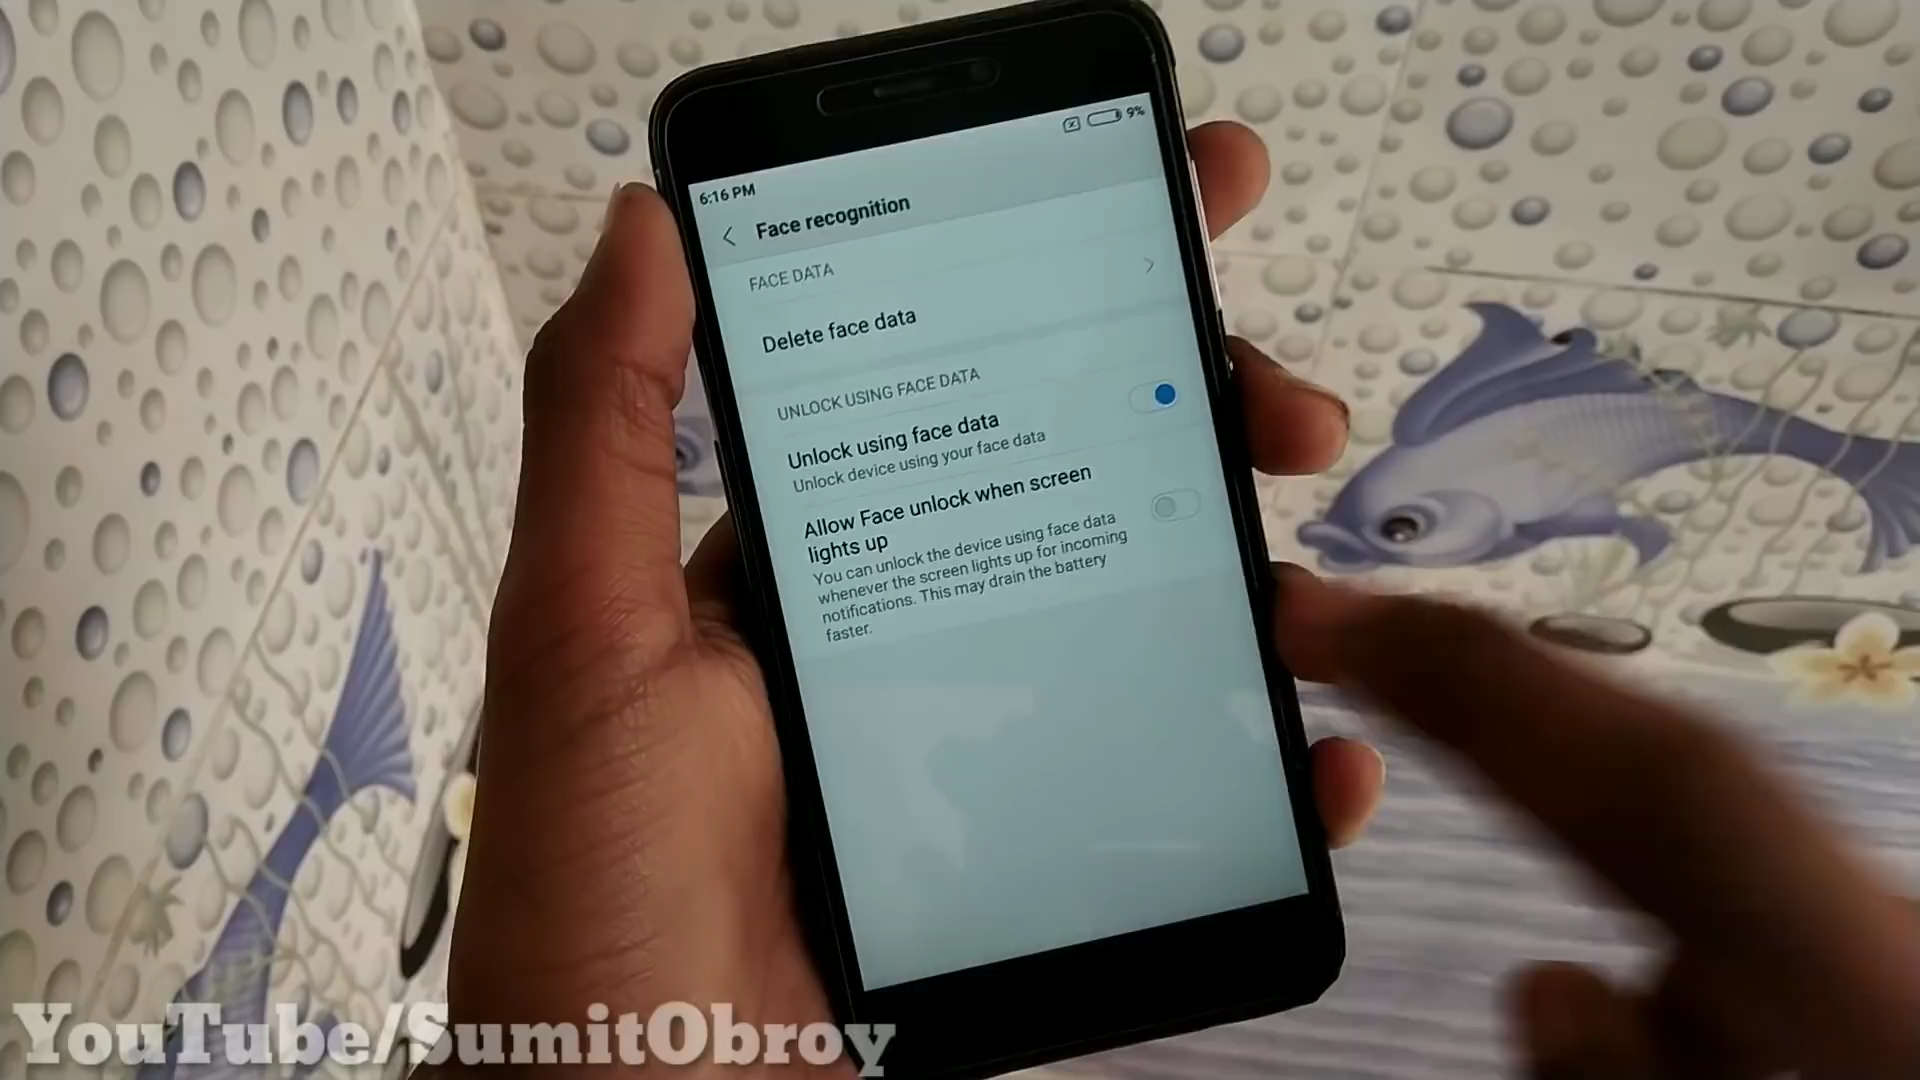 9%
6:16 PM
Face recognition
FACE DATA
Delete face data
UNLOCK USING FACE DATA
Unlock using face data
Unlock device using your face data
Allow Face unlock when screen
lights up
You can unlock the device using face data
whenever the screen lights up for incoming
notifications. This may drain the battery
faster.
YouTube/SumitObroy